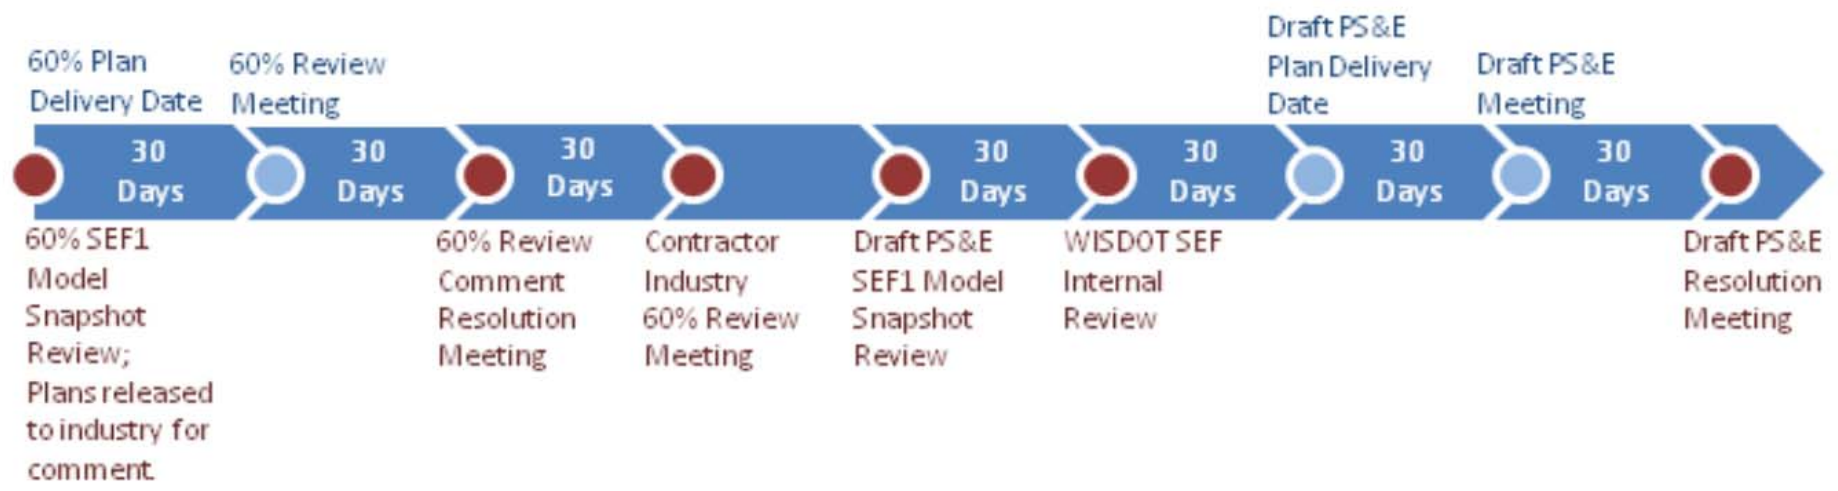 60% Plan
Delivery Date
60% Review
Meeting
Draft PS&E
Plan Delivery
Date
Draft PS&E
Meeting
30
Days
30
Days
30
Days
30
Days
30
Days
30
Days
30
Days
60% SEF1
Model
Snapshot
Review;
Plans released
to industry for
comment.
60% Review
Comment
Resolution
Meeting
Contractor
Industry
60% Review
Meeting
Draft PS&E
SEF1 Model
Snapshot
Review
WISDOT SEF
Internal
Review
Draft PS&E
Resolution
Meeting